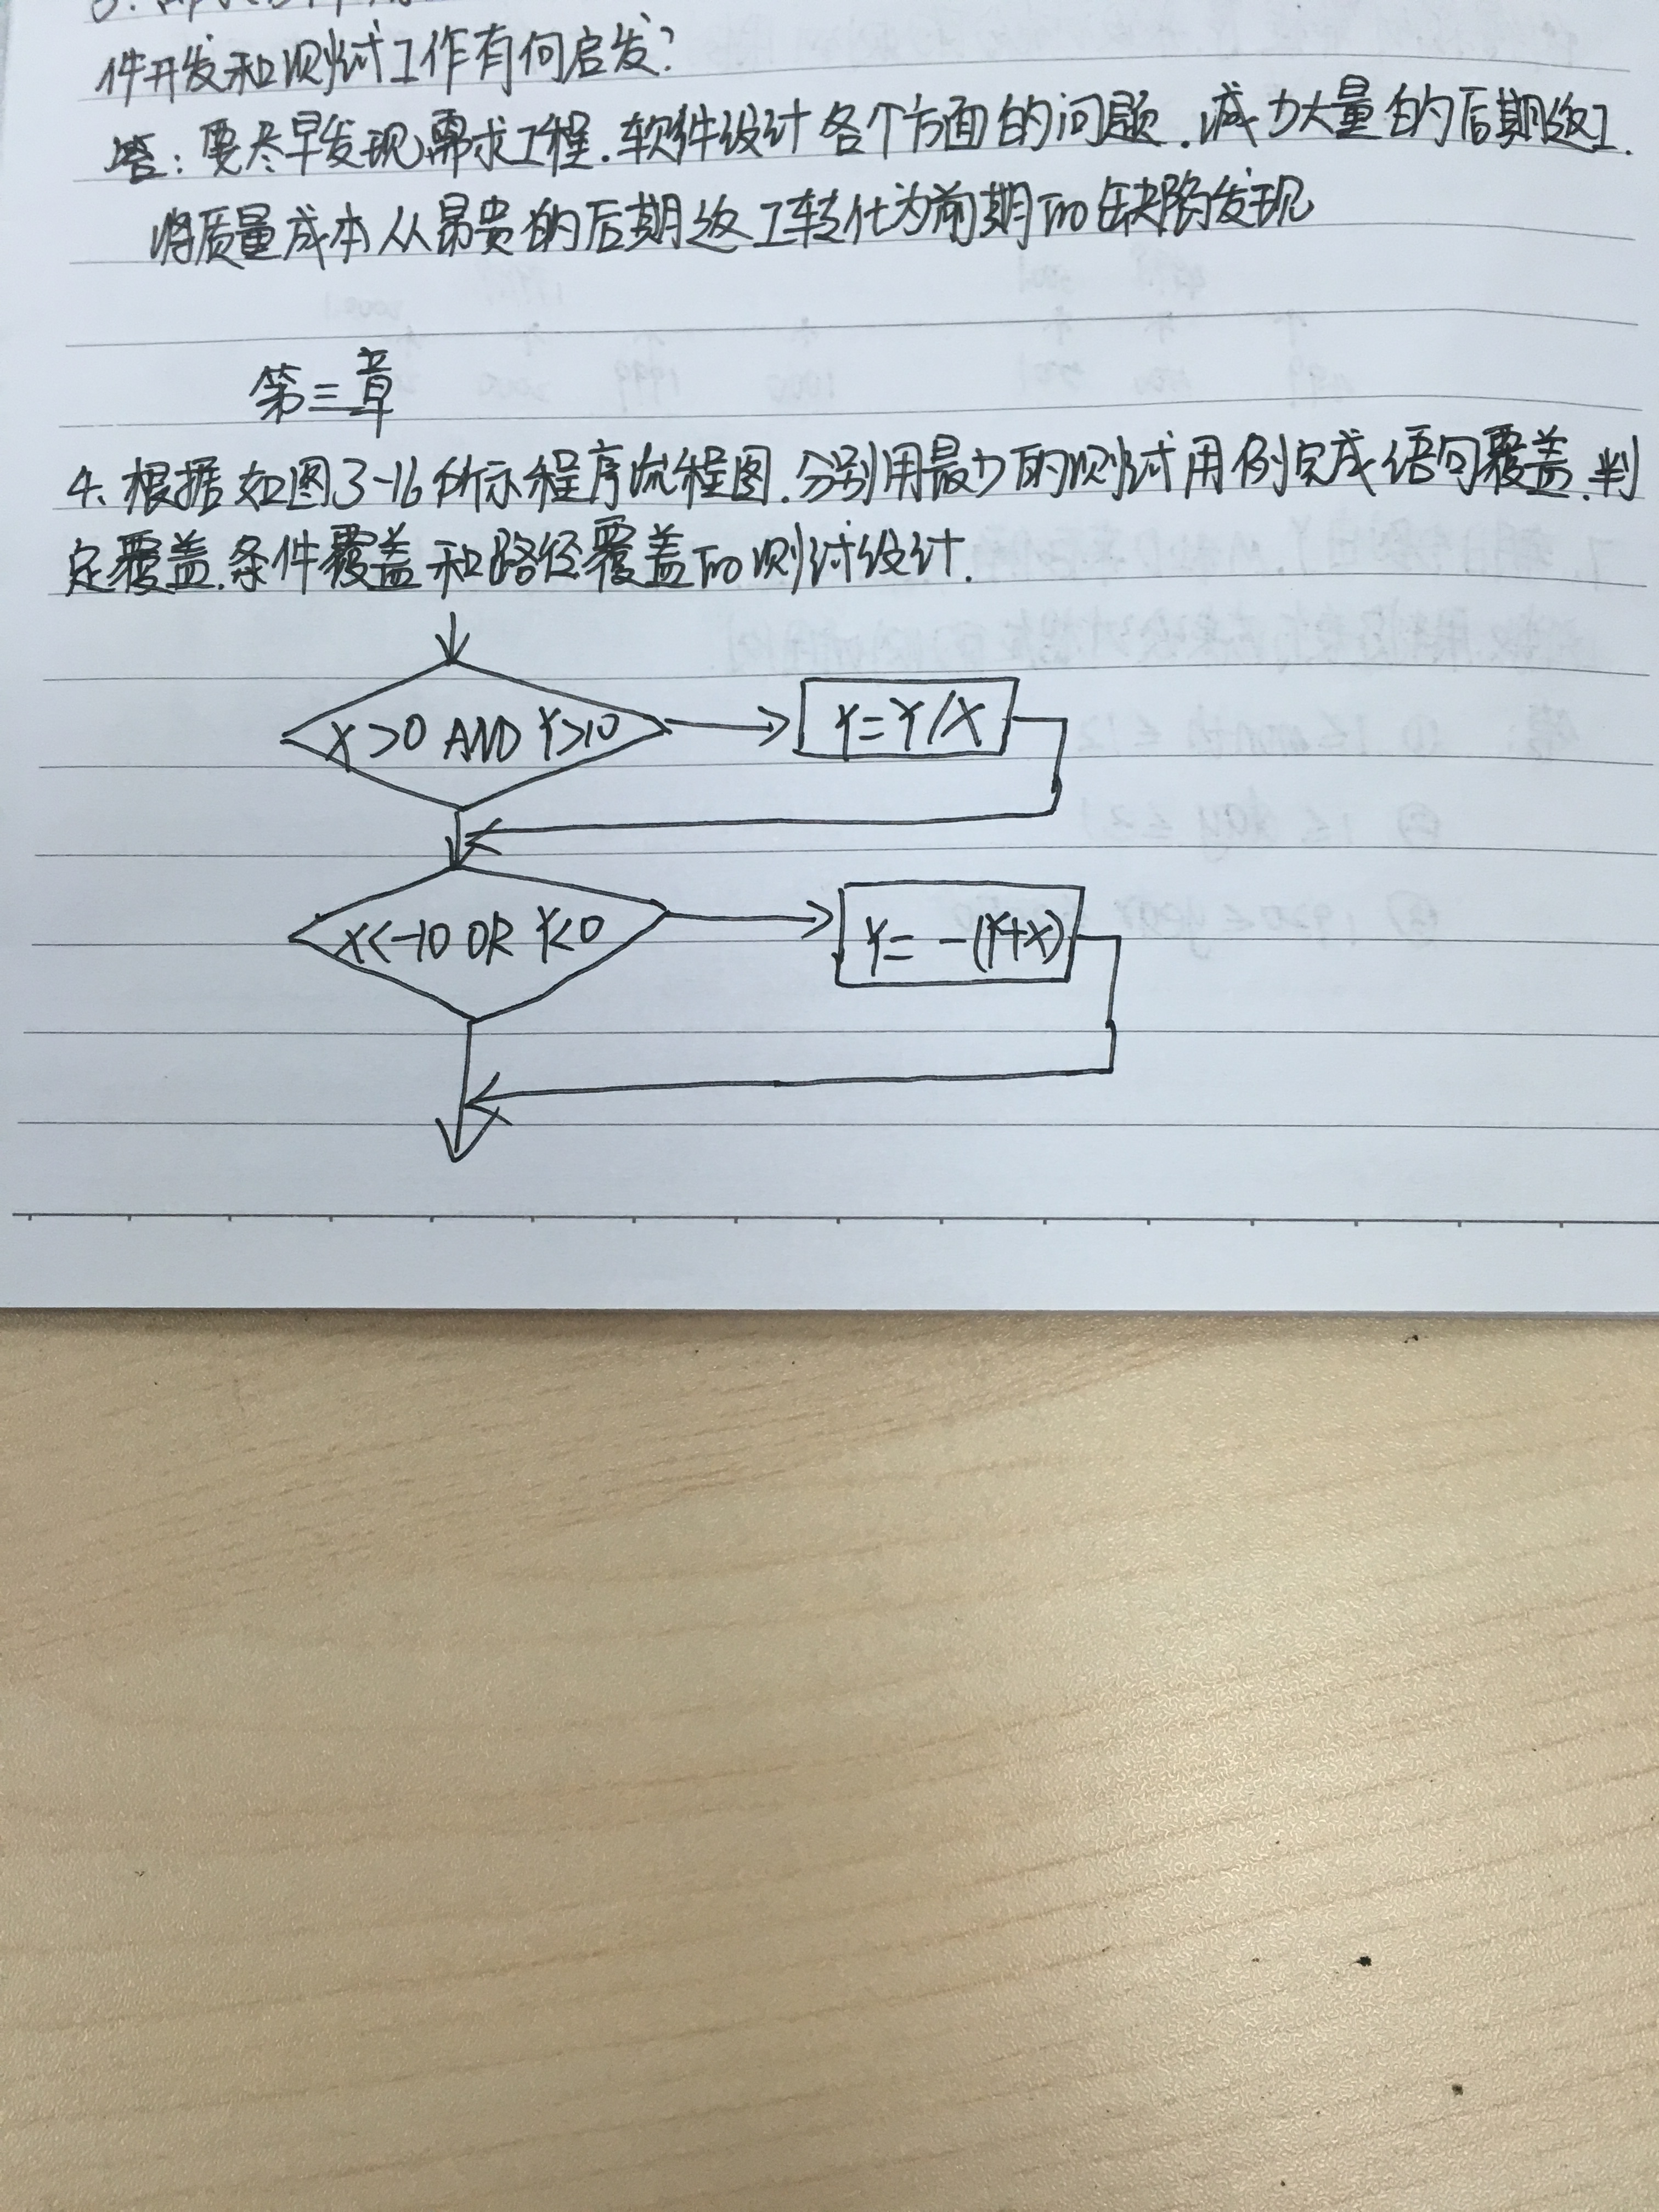 件开发和测试工作有何启发?
答:要尽早发现需求工程.软件设计各个方面的问题.减少大量的后期返工.
将质量成本从昂贵的后期返工转化为前期的缺陷发现
第三章
4.根据如图3-16所示程序流程图.分别用最少的测试用例完成语句覆盖.判
定覆盖.条件覆盖和路径覆盖的测试设计.
X>0 AND Y>10
Y=Y/X
X<-10 OR Y<0
Y=-(Y+X)